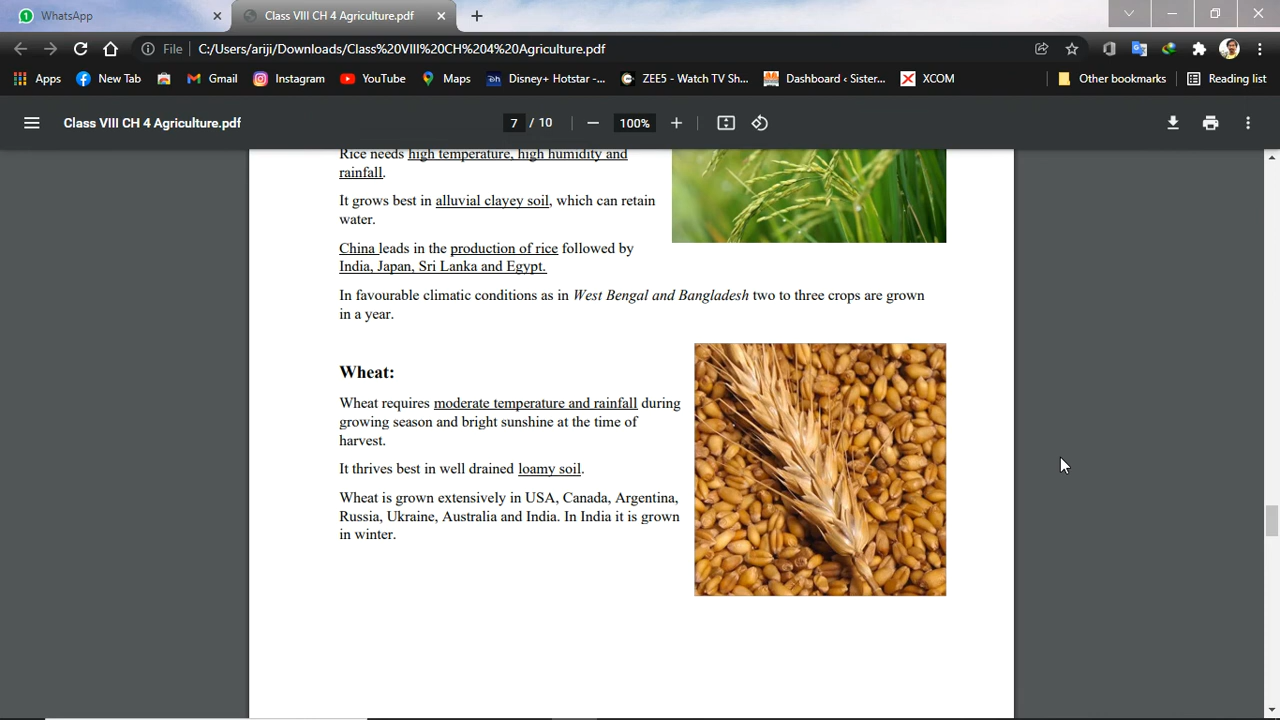 WhatsApp
Class VIII CH 4 Agriculture.pdf
File
C:/Users/ariji/Downloads/Class%20VIII%20CH%204%20Agriculture.pdf
Apps
New Tab
Gmail
Instagram
YouTube
Maps
Disney+ Hotstar -...
ZEE5 - Watch TV Sh...
Dashboard ‹ Sister...
XCOM
Other bookmarks
Reading list
Class VIII CH 4 Agriculture.pdf
7 / 10
100%
Rice needs high temperature, high humidity and
rainfall.
It grows best in alluvial clayey soil, which can retain
water.
China leads in the production of rice followed by
India, Japan, Sri Lanka and Egypt.
In favourable climatic conditions as in West Bengal and Bangladesh two to three crops are grown
in a year.
Wheat:
Wheat requires moderate temperature and rainfall during
growing season and bright sunshine at the time of
harvest.
It thrives best in well drained loamy soil.
Wheat is grown extensively in USA, Canada, Argentina,
Russia, Ukraine, Australia and India. In India it is grown
in winter.